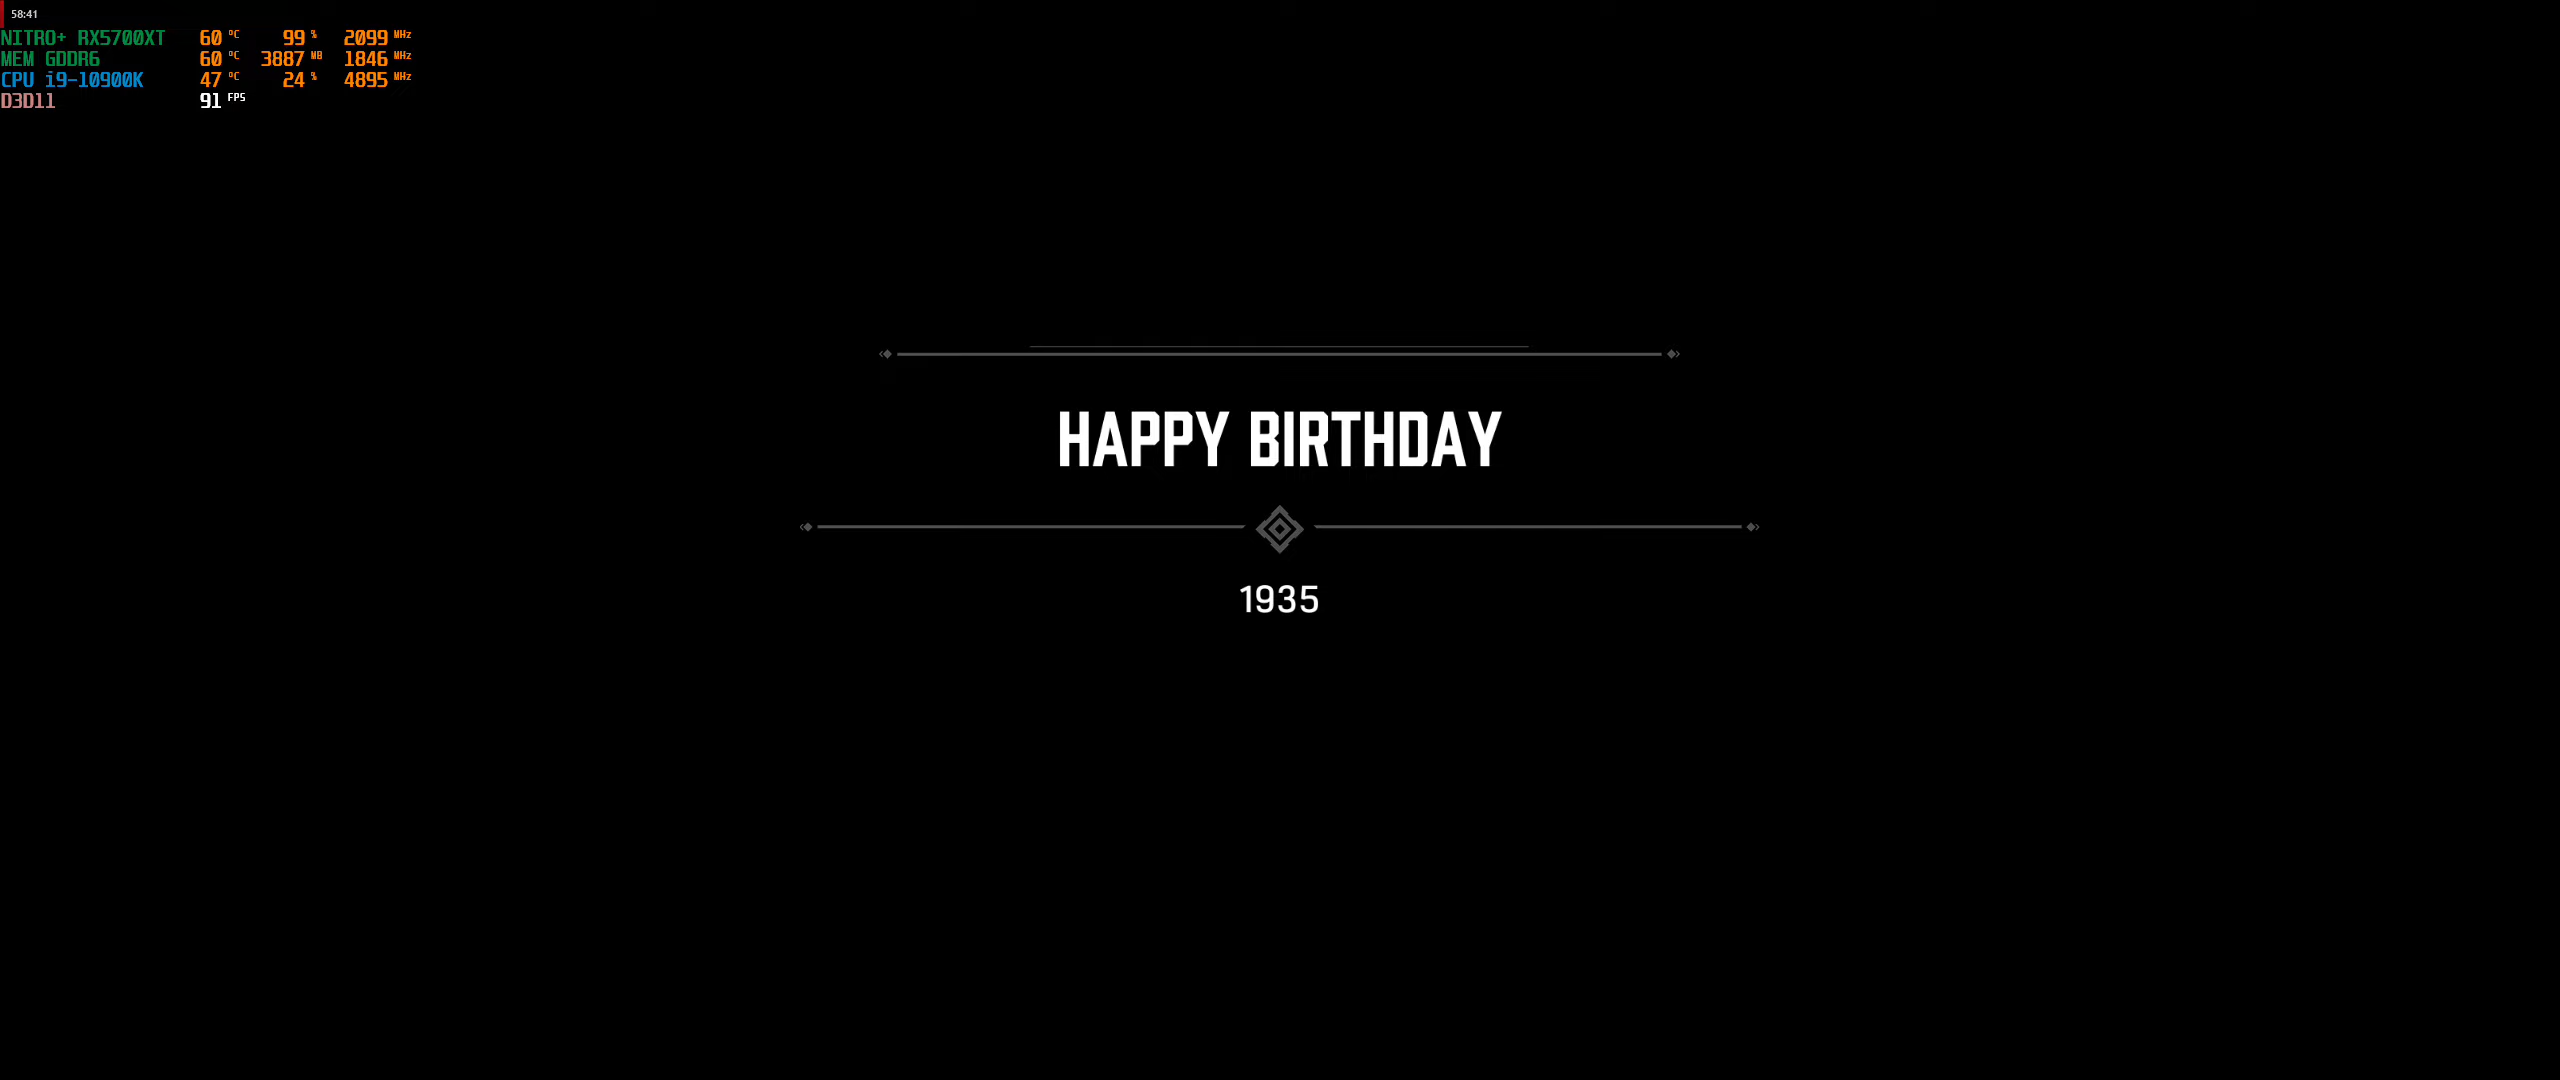 58:41
NITRO+ RX5700XT 60 °C 99 % 2099 MHz
MEM GDDR6 60 °C 3887 MB 1846 MHz
CPU i9-10900K 47 °C 24 % 4895 MHz
D3D11 91 FPS
HAPPY BIRTHDAY
1935